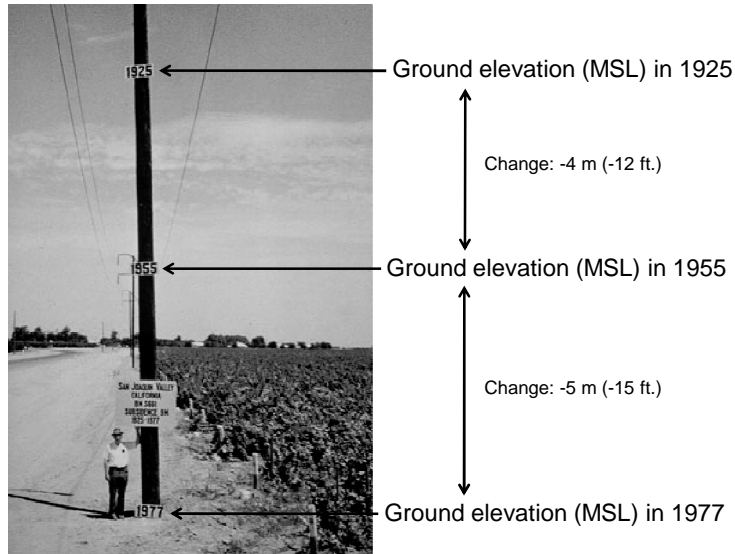 1925
Ground elevation (MSL) in 1925
Change: -4 m (-12 ft.)
1955
Ground elevation (MSL) in 1955
Change: -5 m (-15 ft.)
SAN JOAQUIN VALLEY
CALIFORNIA
BM S661
SUBSIDENCE 9M
1925-1977
1977
Ground elevation (MSL) in 1977